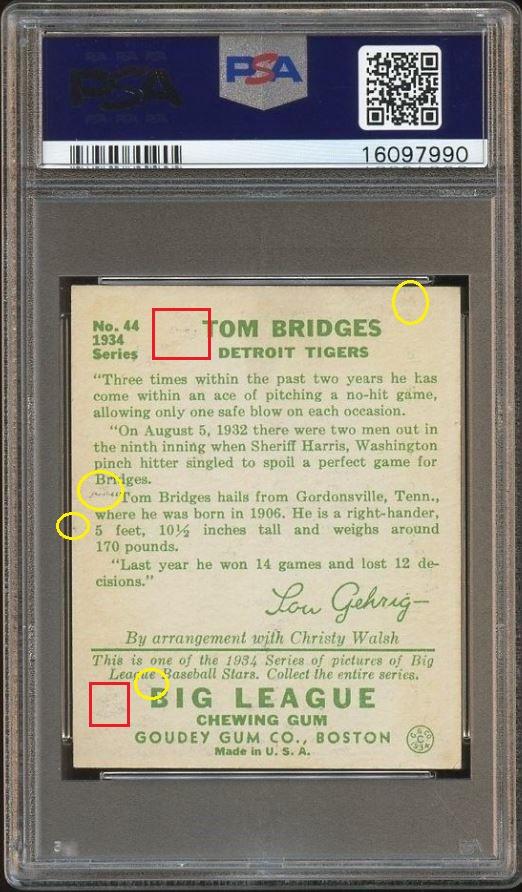 PSA
PSA
16097990
No. 44
1934
Series
TOM BRIDGES
DETROIT TIGERS
"Three times within the past two years he has
come within an ace of pitching a no-hit game,
allowing only one safe blow on each occasion.
"On August 5, 1932 there were two men out in
the ninth inning when Sheriff Harris, Washington
pinch hitter singled to spoil a perfect game for
Bridges.
"Tom Bridges hails from Gordonsville, Tenn.,
where he was born in 1906. He is a right-hander,
5 feet, 10½ inches tall and weighs around
170 pounds.
"Last year he won 14 games and lost 12 de-
cisions."
Lou Gehrig
By arrangement with Christy Walsh
This is one of the 1934 Series of pictures of Big
League Baseball Stars. Collect the entire series.
BIG LEAGUE
CHEWING GUM
GOUDEY GUM CO., BOSTON
Made in U. S. A.